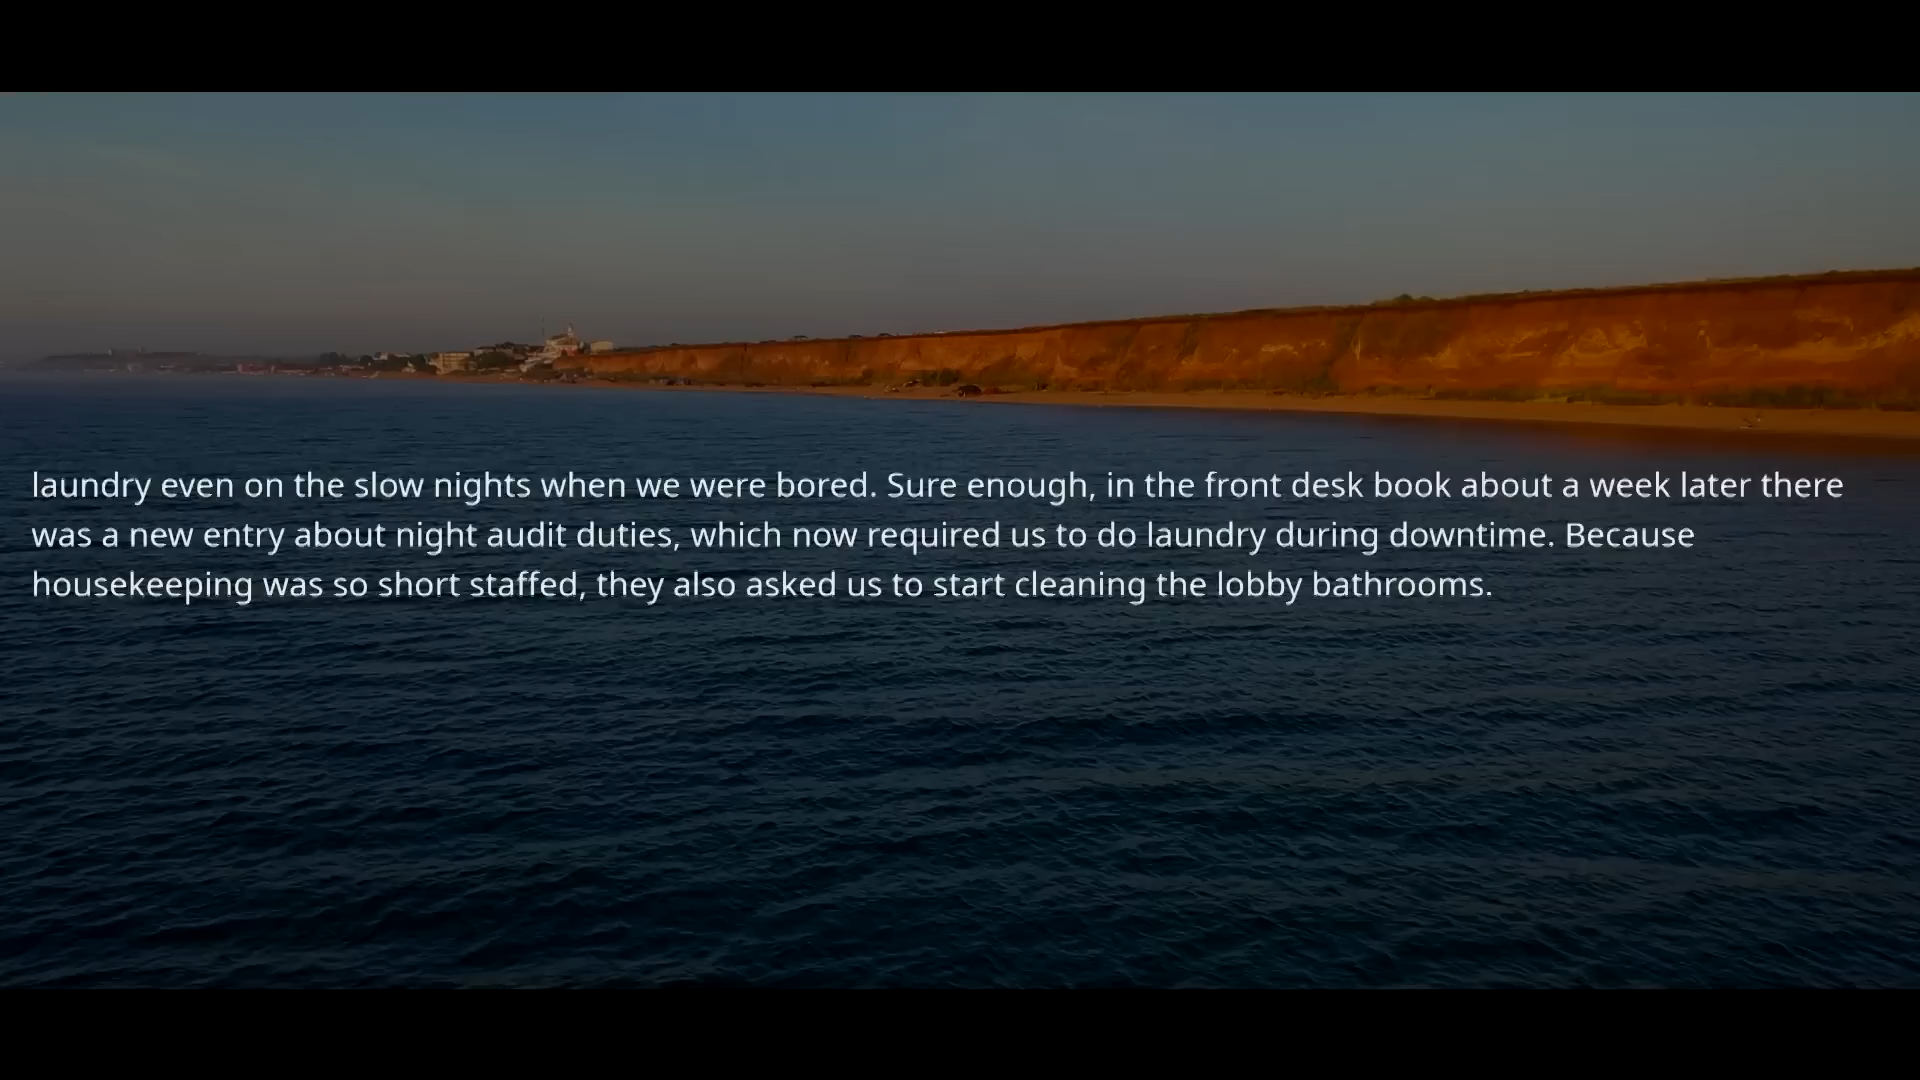 laundry even on the slow nights when we were bored. Sure enough, in the front desk book about a week later there
was a new entry about night audit duties, which now required us to do laundry during downtime. Because
housekeeping was so short staffed, they also asked us to start cleaning the lobby bathrooms.